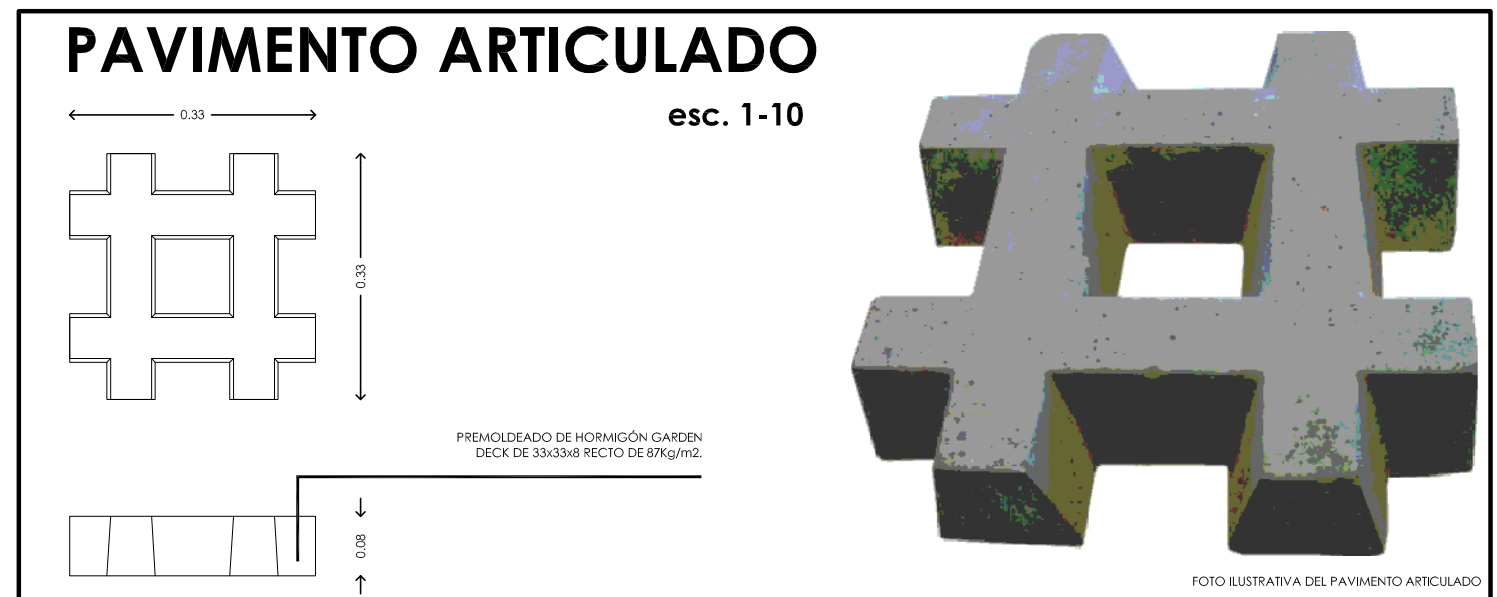 PAVIMENTO ARTICULADO
esc. 1-10
0.33
0.33
PREMOLDEADO DE HORMIGÓN GARDEN
DECK DE 33x33x8 RECTO DE 87Kg/m2.
0.08
FOTO ILUSTRATIVA DEL PAVIMENTO ARTICULADO